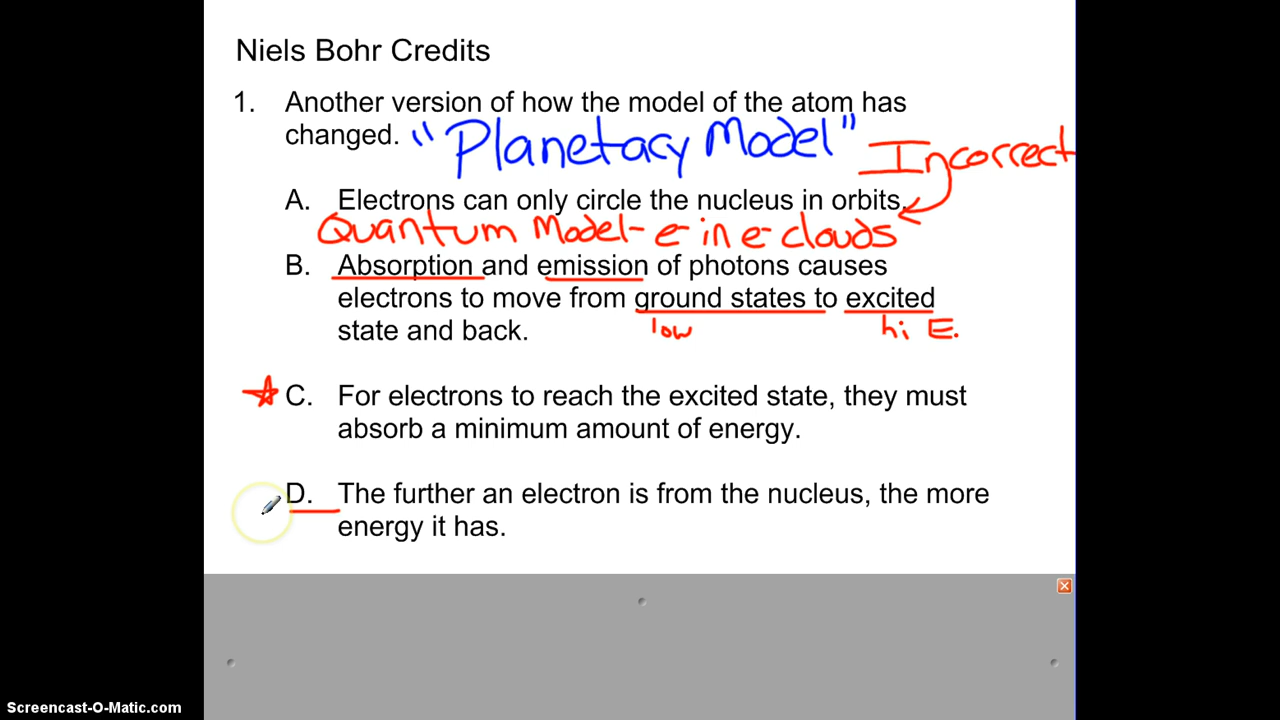 Niels Bohr Credits
1. Another version of how the model of the atom has
changed. "Planetary Model"
Incorrect
A. Electrons can only circle the nucleus in orbits.
Quantum Model- e- in e- clouds
B. Absorption and emission of photons causes
electrons to move from ground states to excited
state and back. low hi E.
C. For electrons to reach the excited state, they must
absorb a minimum amount of energy.
D. The further an electron is from the nucleus, the more
energy it has.
Screencast-O-Matic.com